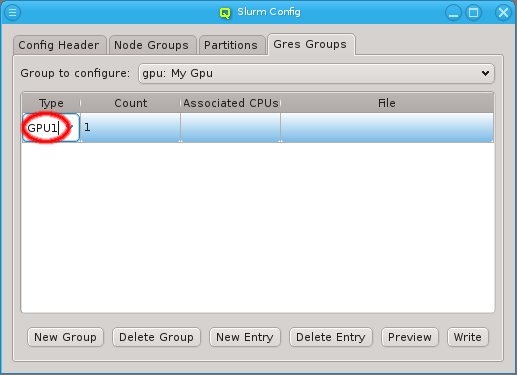 Slurm Config
Config Header Node Groups Partitions Gres Groups
Group to configure: gpu: My Gpu
Type Count Associated CPUs File
GPU1 1
New Group Delete Group New Entry Delete Entry Preview Write